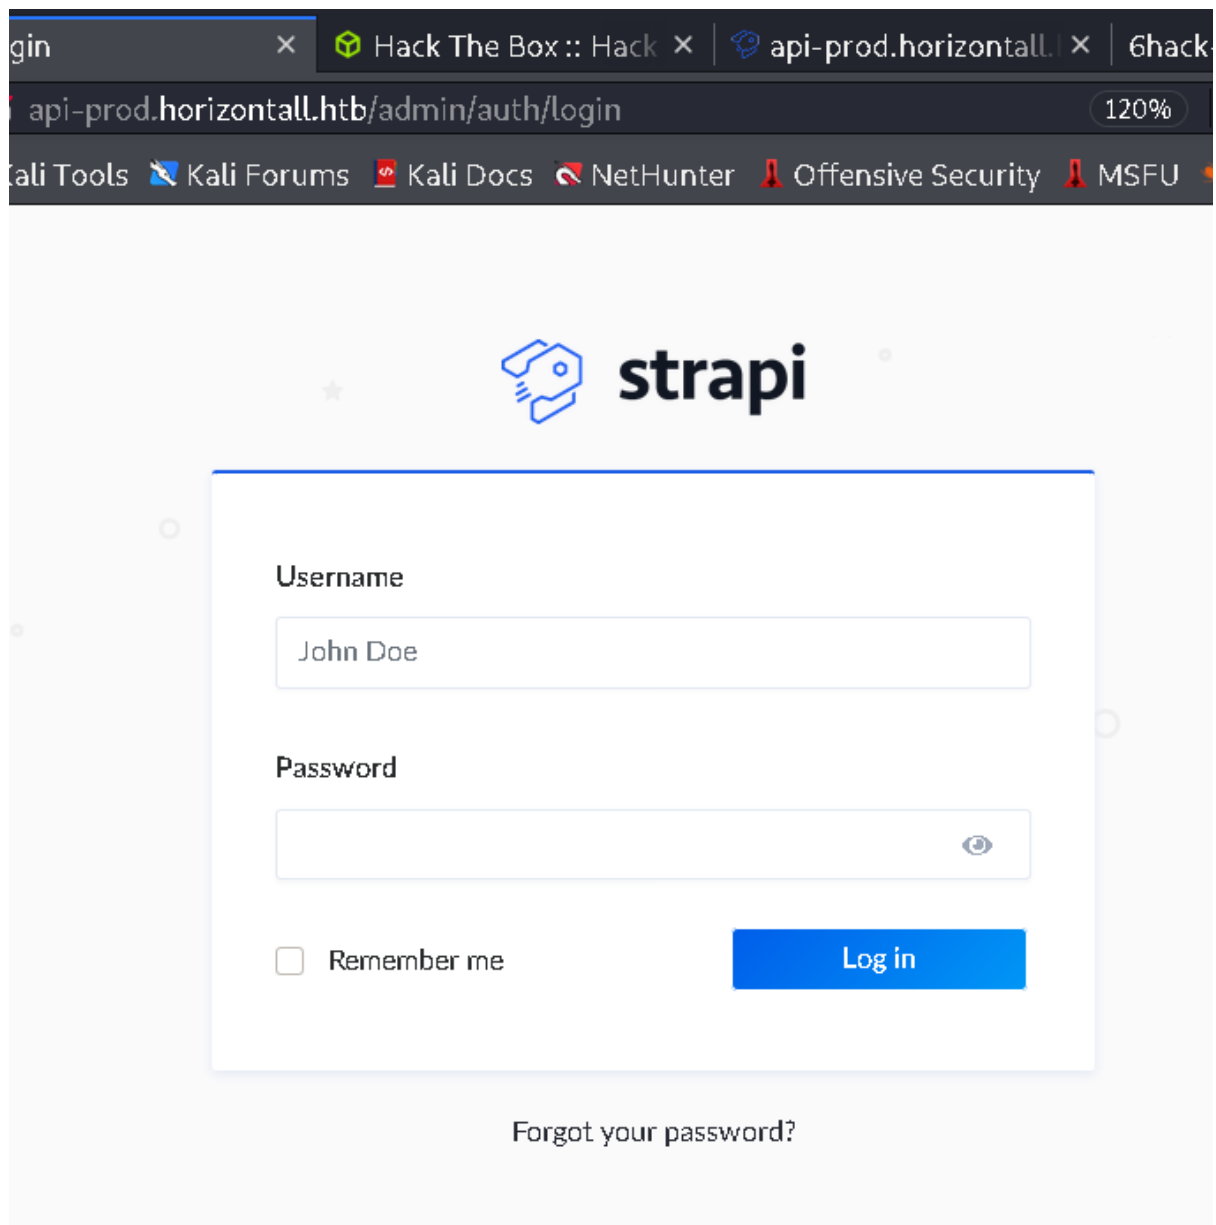 gin × Hack The Box :: Hack × api-prod.horizontall. × 6hack
api-prod.horizontall.htb/admin/auth/login 120%
Kali Tools Kali Forums Kali Docs NetHunter Offensive Security MSFU
strapi
Username
John Doe
Password
Remember me Log in
Forgot your password?